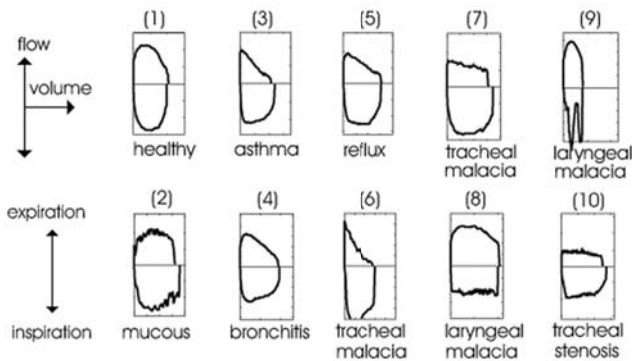 (1) (3) (5) (7) (9)
flow
volume
healthy asthma reflux tracheal malacia laryngeal malacia
(2) (4) (6) (8) (10)
expiration
inspiration
mucous bronchitis tracheal malacia laryngeal malacia tracheal stenosis